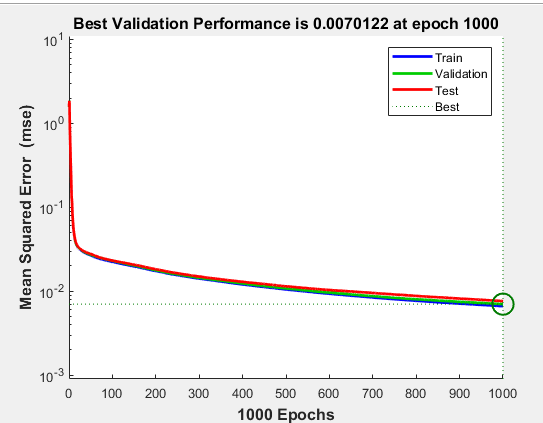 Best Validation Performance is 0.0070122 at epoch 1000
Mean Squared Error (mse)
10^1
10^0
10^-1
10^-2
10^-3
Train
Validation
Test
Best
0 100 200 300 400 500 600 700 800 900 1000
1000 Epochs